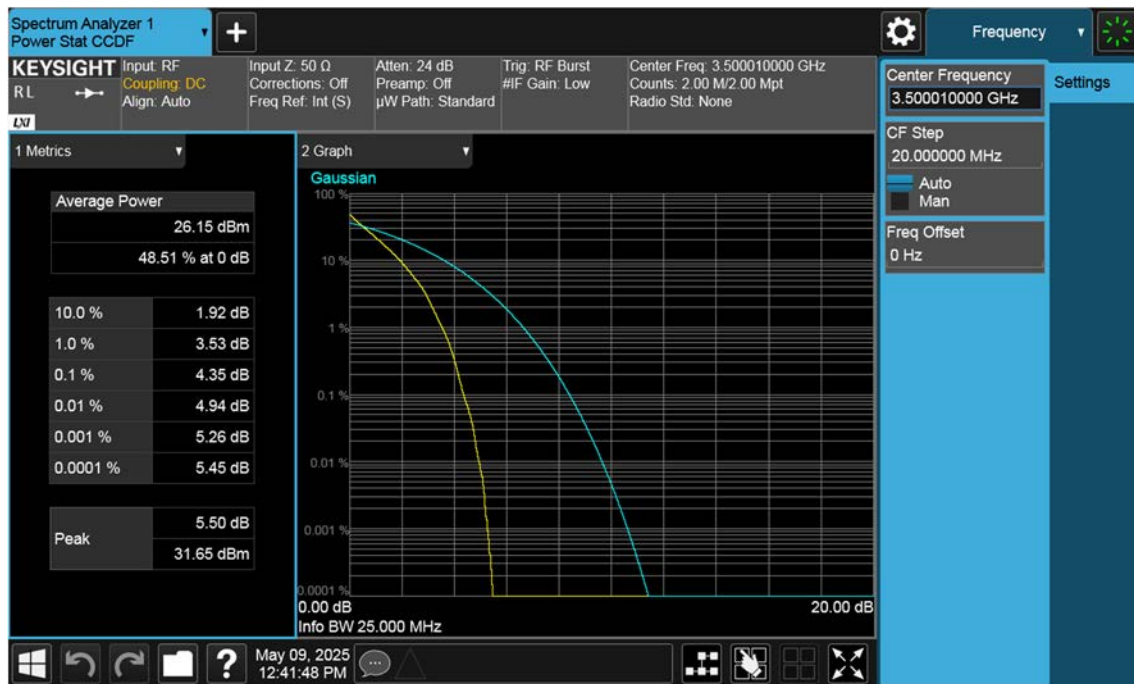 Spectrum Analyzer 1
Power Stat CCDF
Frequency
KEYSIGHT
RL
LXI
Input: RF
Coupling: DC
Align: Auto
Input Z: 50 Ω
Corrections: Off
Freq Ref: Int (S)
Atten: 24 dB
Preamp: Off
µW Path: Standard
Trig: RF Burst
#IF Gain: Low
Center Freq: 3.500010000 GHz
Counts: 2.00 M/2.00 Mpt
Radio Std: None
Center Frequency
3.500010000 GHz
Settings
CF Step
20.000000 MHz
Auto
Man
Freq Offset
0 Hz
1 Metrics
Average Power
26.15 dBm
48.51 % at 0 dB
10.0 % 1.92 dB
1.0 % 3.53 dB
0.1 % 4.35 dB
0.01 % 4.94 dB
0.001 % 5.26 dB
0.0001 % 5.45 dB
Peak
5.50 dB
31.65 dBm
2 Graph
Gaussian
100 %
10 %
1 %
0.1 %
0.01 %
0.001 %
0.0001 %
0.00 dB 20.00 dB
Info BW 25.000 MHz
?
May 09, 2025
12:41:48 PM